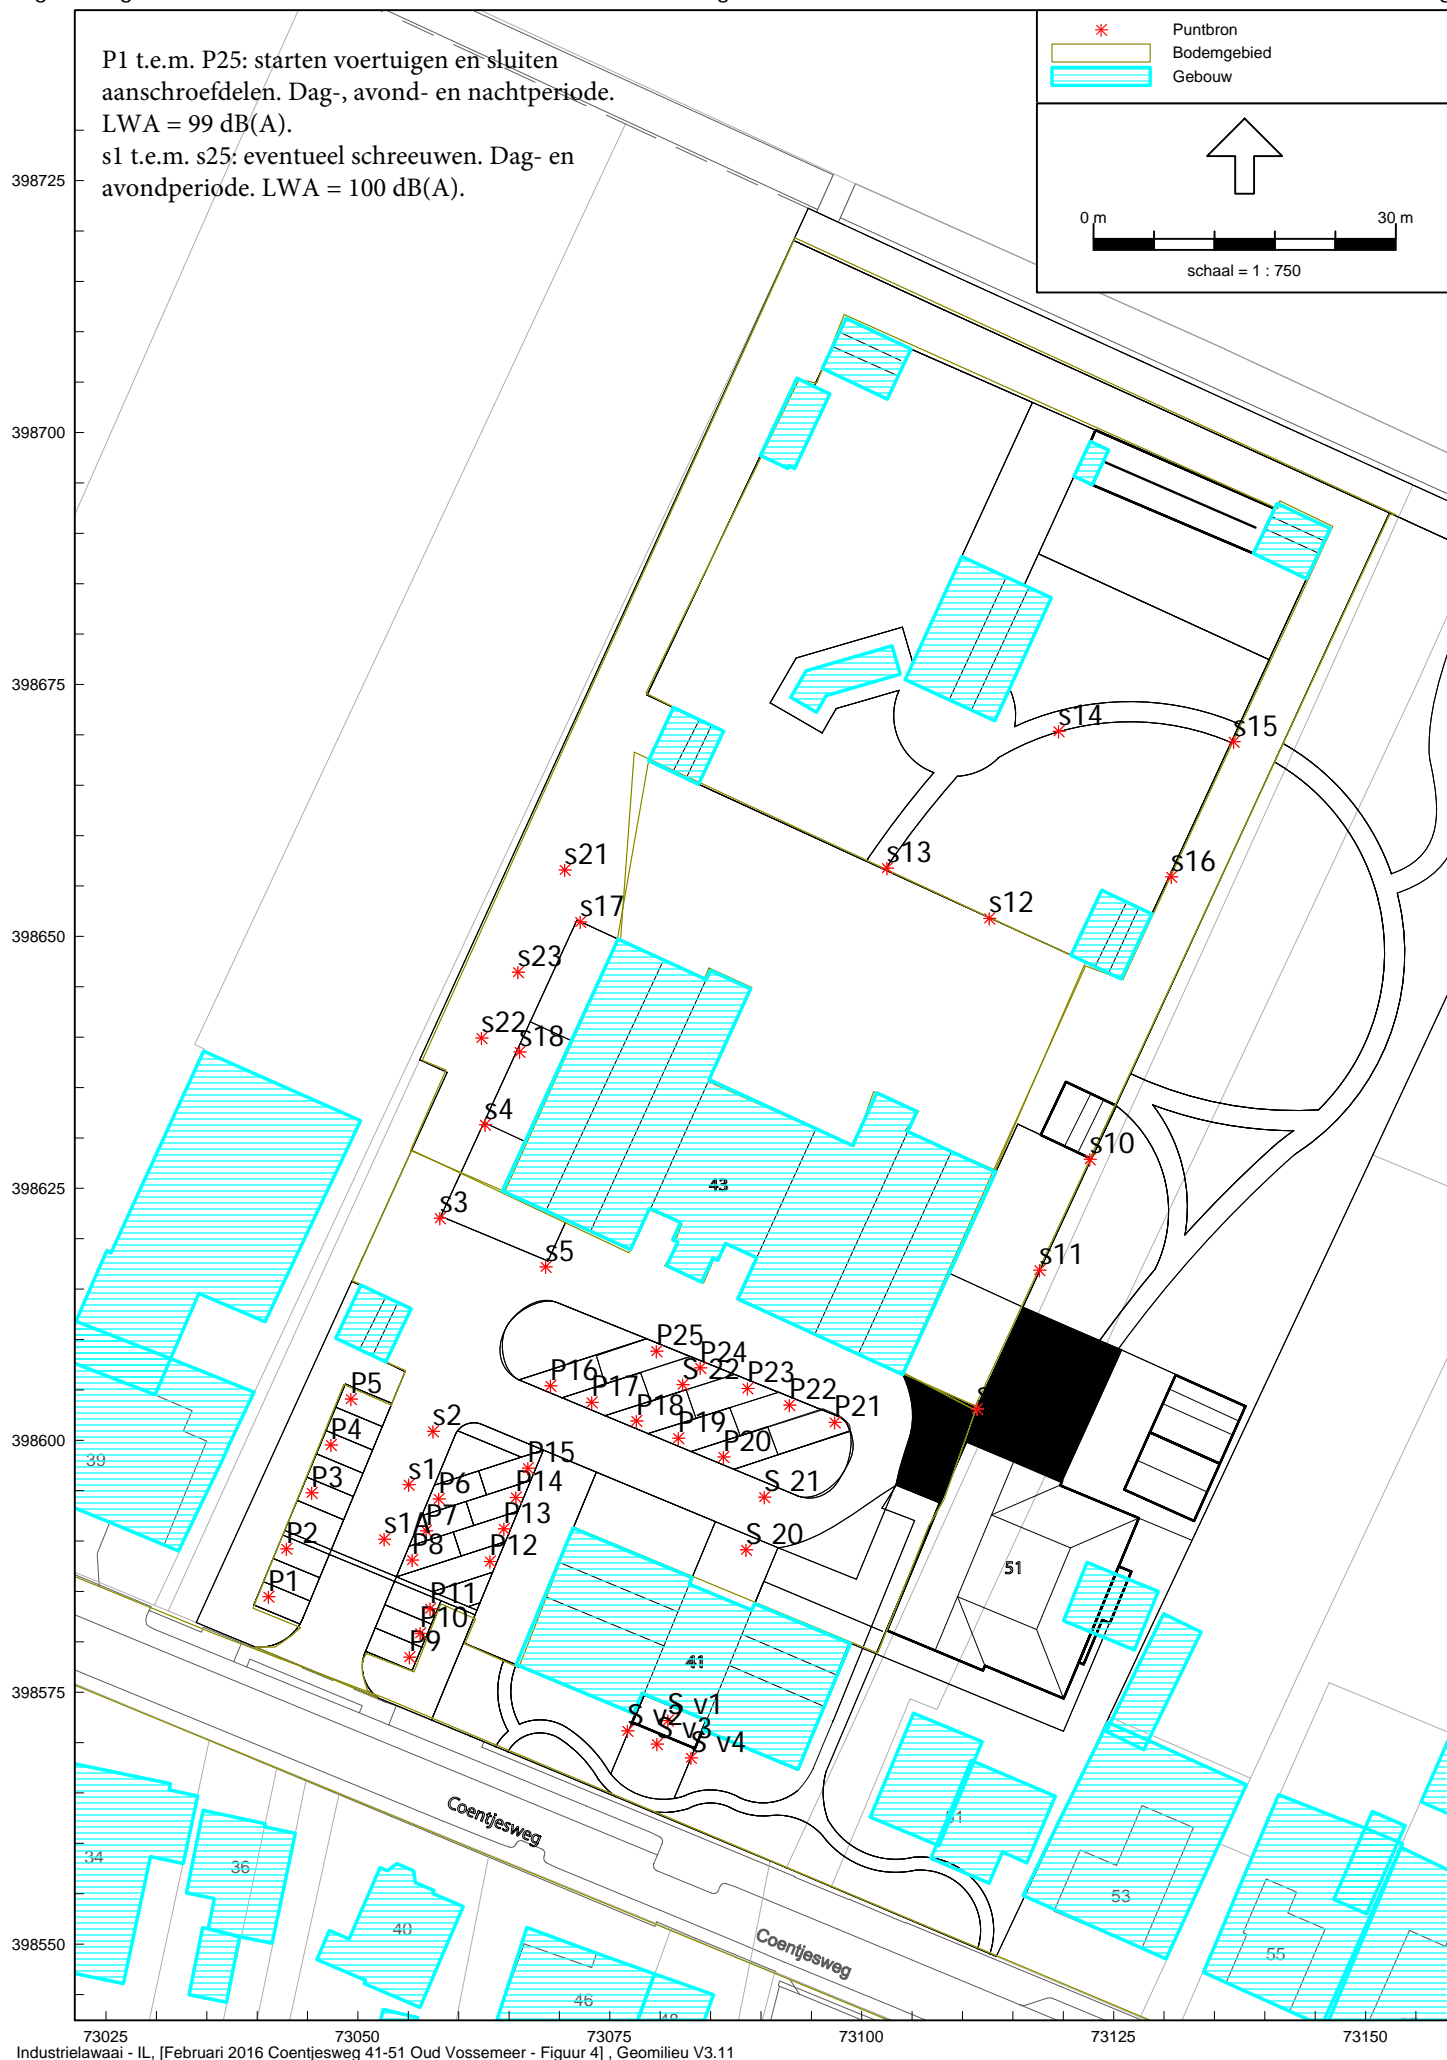 P1 t.e.m. P25: starten voertuigen en sluiten
aanschroefdelen. Dag-, avond- en nachtperiode.
LWA = 99 dB(A).
s1 t.e.m. s25: eventueel schreeuwen. Dag- en
avondperiode. LWA = 100 dB(A).
Puntbron
Bodemgebied
Gebouw
0 m 30 m
schaal = 1 : 750
398725
398700
398675
398650
398625
398600
398575
398550
s14
s15
s13
s16
s12
s21
s17
s23
s22
s18
s4
s10
43
s3
s5
s11
P25
P24
S 22
P23
P16
P17
P22
P18
P21
P19
P20
P5
P4
s2
P15
39
P3
s1
P6
P14
S 21
P7
P13
s1A
P2
P8
P12
S 20
51
P1
P11
P10
P9
41
S v1
S v2
S v3
S v4
Coentjesweg
51
34
36
40
53
55
Coentjesweg
46
73025 73050 73075 73100 73125 73150
Industrielawaai - IL, [Februari 2016 Coentjesweg 41-51 Oud Vossemeer - Figuur 4] , Geomilieu V3.11